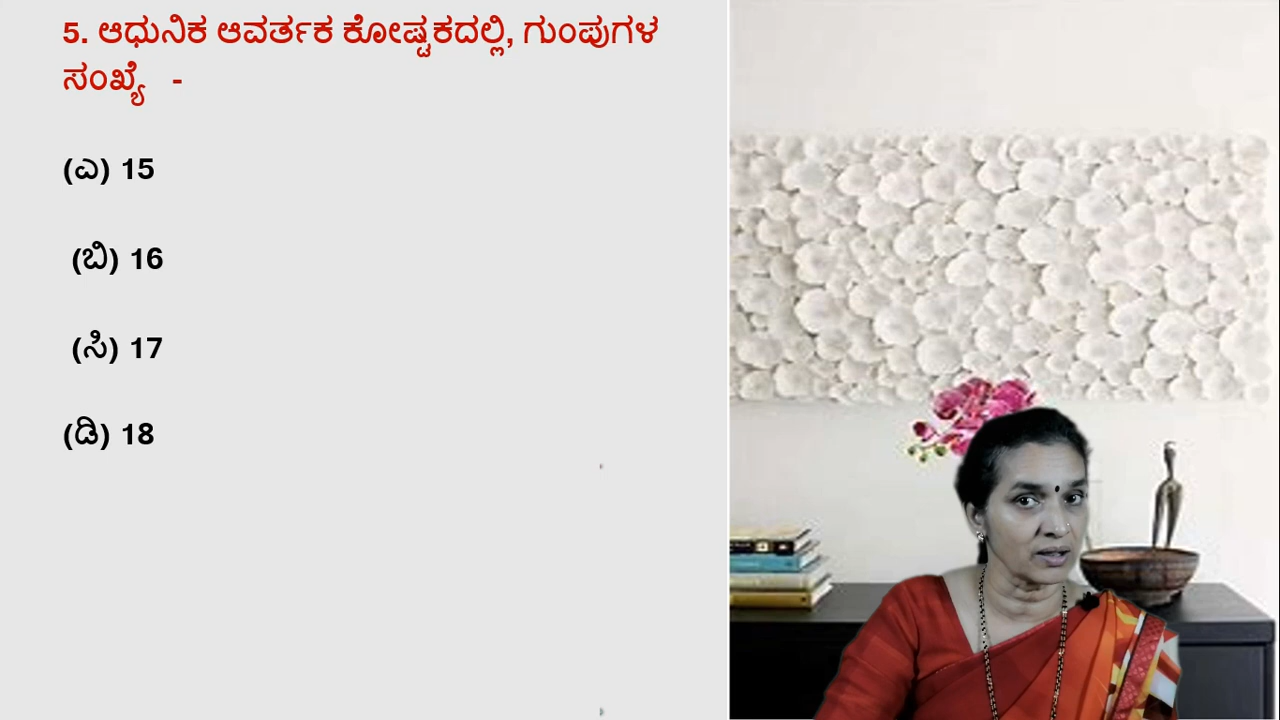 5. ಆಧುನಿಕ ಆವರ್ತಕ ಕೋಷ್ಟಕದಲ್ಲಿ, ಗುಂಪುಗಳ
ಸಂಖ್ಯೆ -
(ಎ) 15
(ಬಿ) 16
(ಸಿ) 17
(ಡಿ) 18